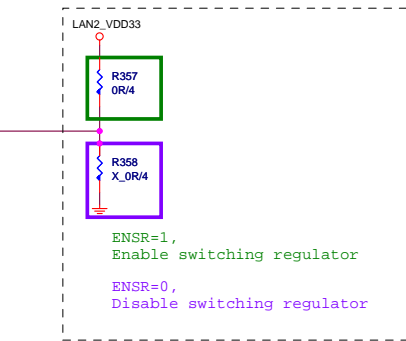 LAN2_VDD33
R357
0R/4
R358
X_0R/4
ENSR=1,
Enable switching regulator
ENSR=0,
Disable switching regulator